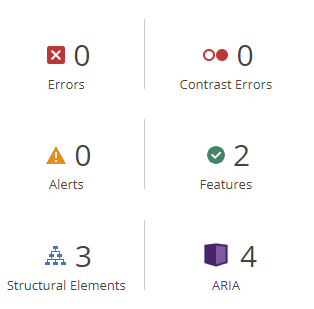 0 0
Errors Contrast Errors
0 2
Alerts Features
3 4
Structural Elements ARIA